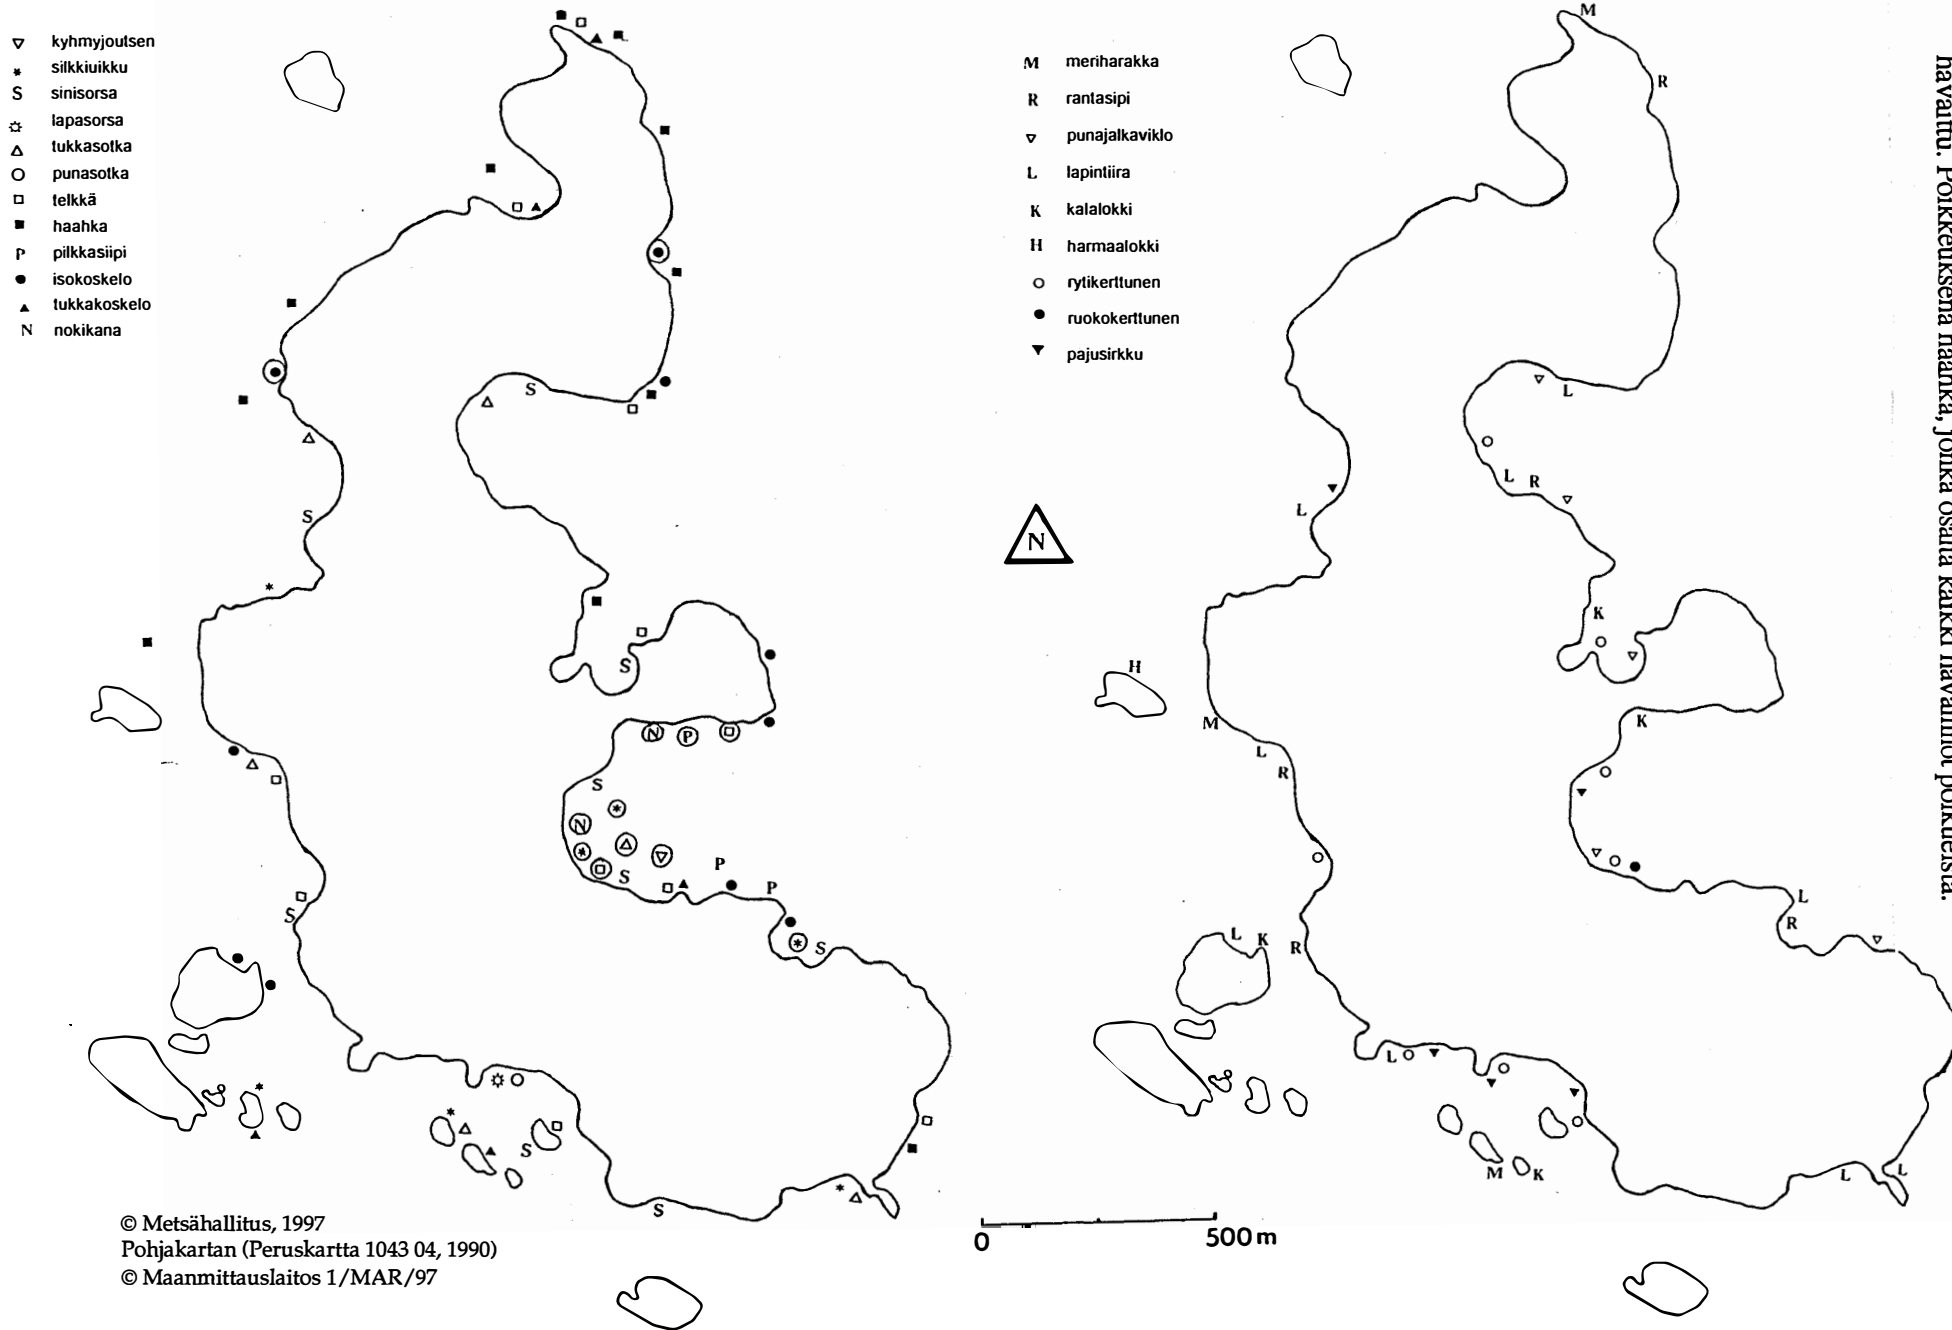 kyhmyjoutsen
silkkiuikku
S sinisorsa
lapasorsa
tukkasotka
punasotka
telkkä
haahka
P pilkkasiipi
isokoskelo
tukkakoskelo
N nokikana
S
S
S
S
N
P
S
N
S
P
P
S
S
S
S
© Metsähallitus, 1997
Pohjakartan (Peruskartta 1043 04, 1990)
© Maanmittauslaitos 1/MAR/97
N
0 500 m
M meriharakka
R rantasipi
punajalkaviklo
L lapintiira
K kalalokki
H harmaalokki
rytikerttunen
ruokokerttunen
pajusirkku
M
R
L
L R
L
K
H
K
M
L
R
L
R
L K
R
L
M K
L
L
havaittu. Poikkeuksena haahka, jonka osalta kaikki havainnot poikueista.